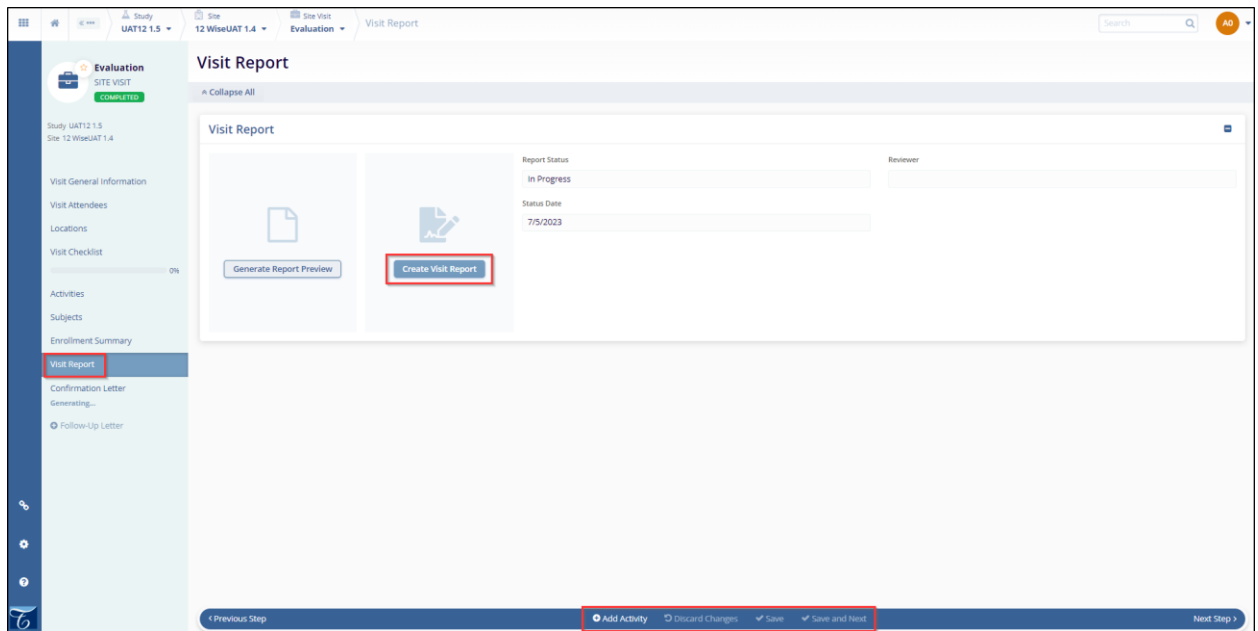 Study
UAT12 1.5
Site
12 WiseUAT 1.4
Site Visit
Evaluation
Visit Report
Search
AO
Evaluation
SITE VISIT
COMPLETED
Study UAT12 1.5
Site 12 WiseUAT 1.4
Visit General Information
Visit Attendees
Locations
Visit Checklist
0%
Activities
Subjects
Enrollment Summary
Visit Report
Confirmation Letter
Generating...
Follow-Up Letter
Visit Report
Collapse All
Visit Report
Generate Report Preview
Create Visit Report
Report Status
In Progress
Status Date
7/5/2023
Reviewer
Previous Step
Add Activity
Discard Changes
Save
Save and Next
Next Step